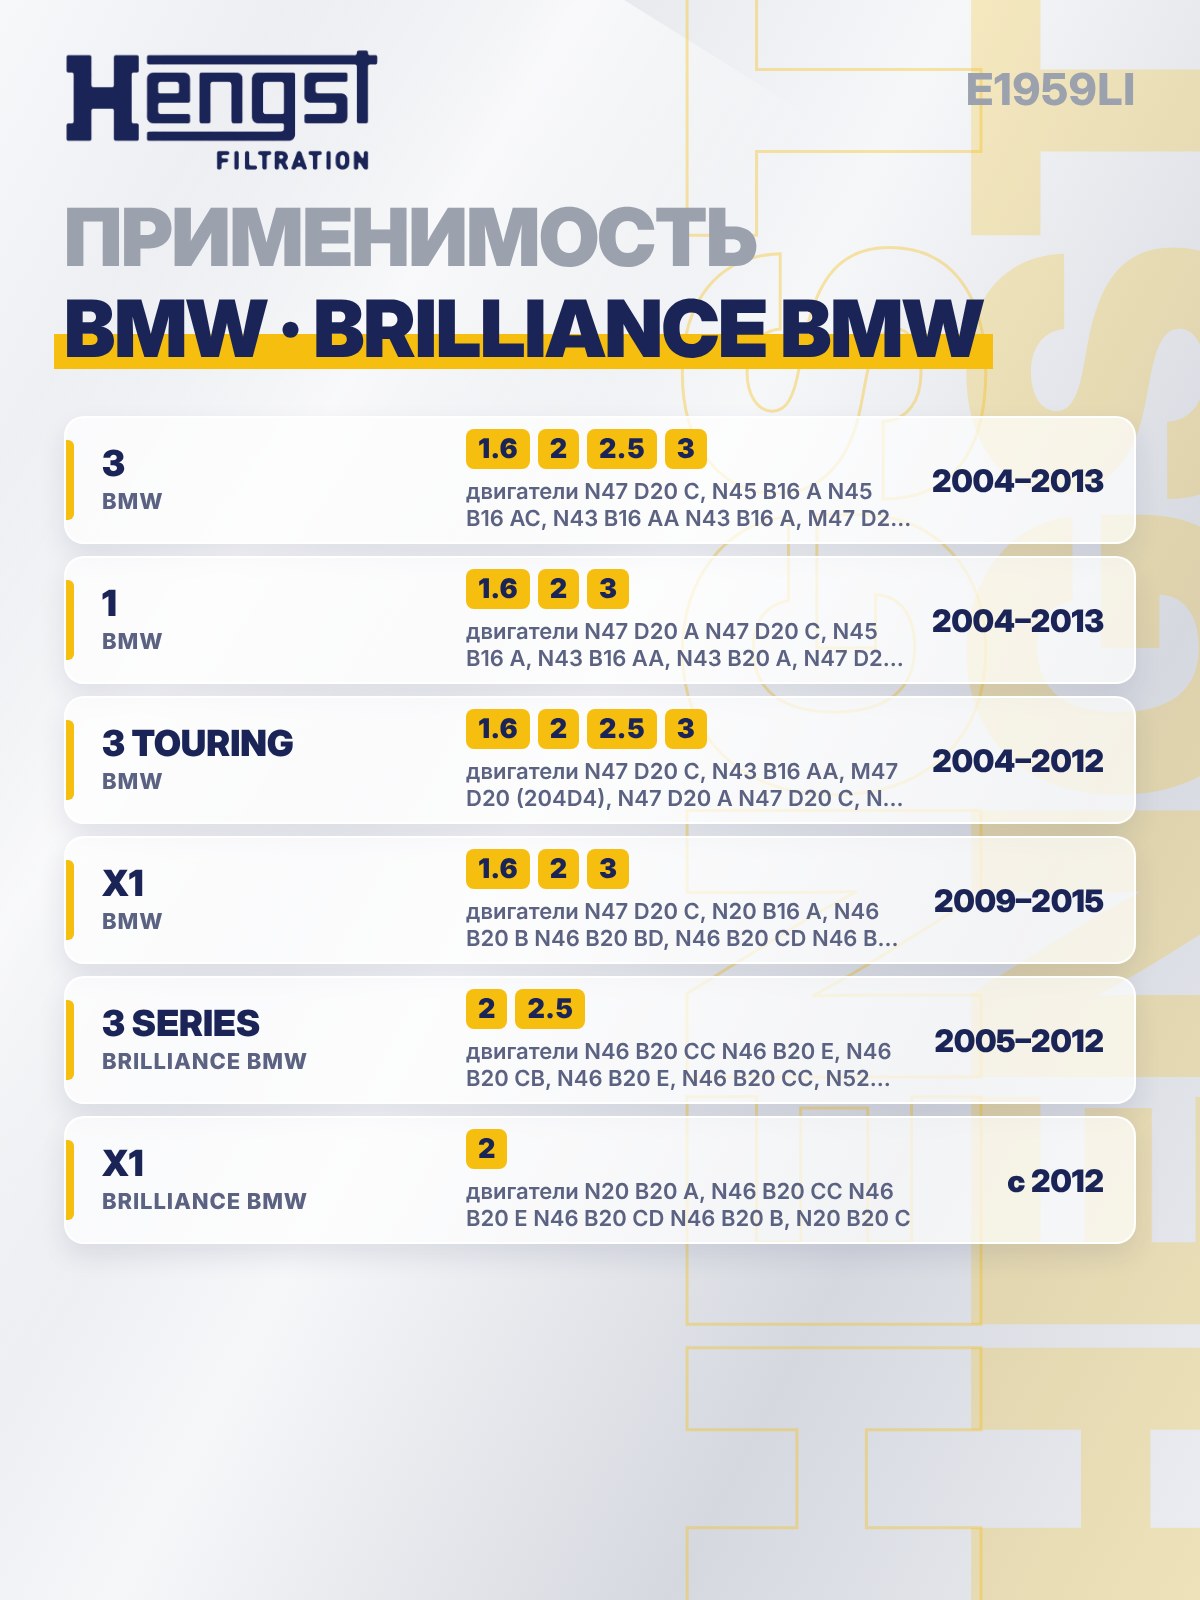 Hengst
FILTRATION
E1959LI
ПРИМЕНИМОСТЬ
BMW · BRILLIANCE BMW
3
BMW
1.6 2 2.5 3
двигатели N47 D20 C, N45 B16 A N45
B16 AC, N43 B16 AA N43 B16 A, M47 D2...
2004–2013
1
BMW
1.6 2 3
двигатели N47 D20 A N47 D20 C, N45
B16 A, N43 B16 AA, N43 B20 A, N47 D2...
2004–2013
3 TOURING
BMW
1.6 2 2.5 3
двигатели N47 D20 C, N43 B16 AA, M47
D20 (204D4), N47 D20 A N47 D20 C, N...
2004–2012
X1
BMW
1.6 2 3
двигатели N47 D20 C, N20 B16 A, N46
B20 B N46 B20 BD, N46 B20 CD N46 B...
2009–2015
3 SERIES
BRILLIANCE BMW
2 2.5
двигатели N46 B20 CC N46 B20 E, N46
B20 CB, N46 B20 E, N46 B20 CC, N52...
2005–2012
X1
BRILLIANCE BMW
2
двигатели N20 B20 A, N46 B20 CC N46
B20 E N46 B20 CD N46 B20 B, N20 B20 C
с 2012
HENGST
HENGST